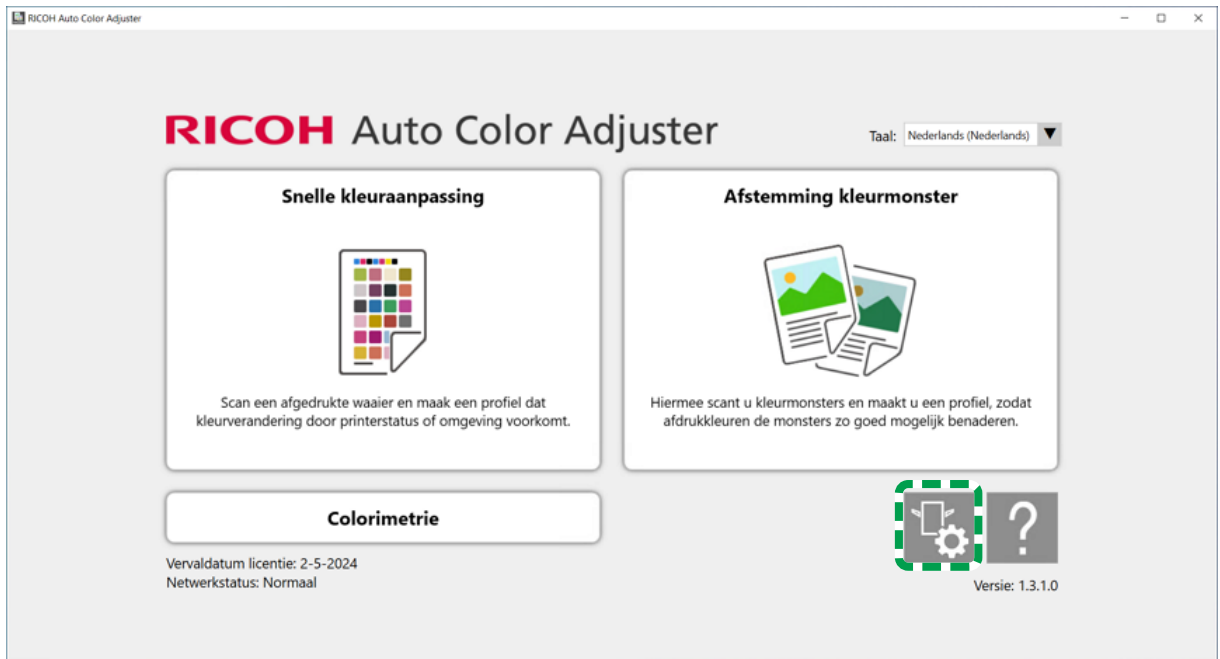 RICOH Auto Color Adjuster
RICOH Auto Color Adjuster
Taal: Nederlands (Nederlands)
Snelle kleuraanpassing
Scan een afgedrukte waaier en maak een profiel dat
kleurverandering door printerstatus of omgeving voorkomt.
Afstemming kleurmonster
Hiermee scant u kleurmonsters en maakt u een profiel, zodat
afdrukkleuren de monsters zo goed mogelijk benaderen.
Colorimetrie
?
Vervaldatum licentie: 2-5-2024
Netwerkstatus: Normaal
Versie: 1.3.1.0